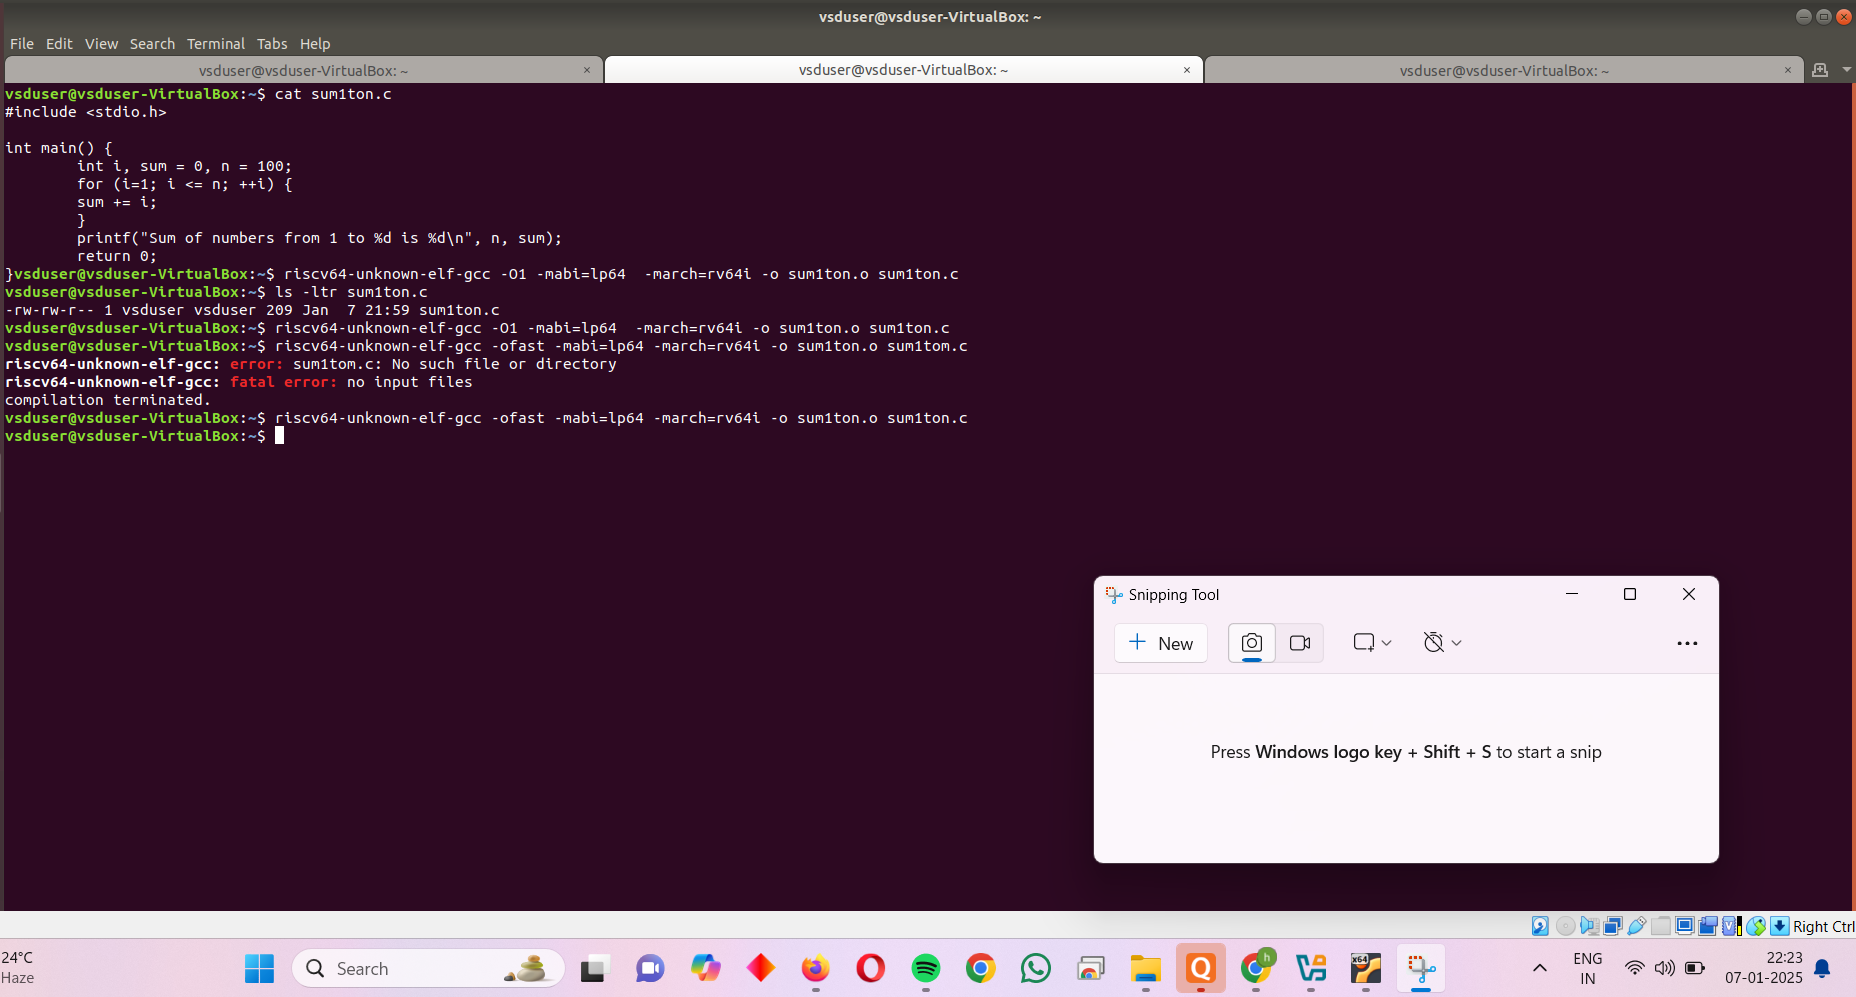 vsduser@vsduser-VirtualBox: ~
File Edit View Search Terminal Tabs Help
vsduser@vsduser-VirtualBox: ~ × vsduser@vsduser-VirtualBox: ~ × vsduser@vsduser-VirtualBox: ~ ×
vsduser@vsduser-VirtualBox:~$ cat sum1ton.c
#include <stdio.h>
int main() {
        int i, sum = 0, n = 100;
        for (i=1; i <= n; ++i) {
        sum += i;
        }
        printf("Sum of numbers from 1 to %d is %d\n", n, sum);
        return 0;
}vsduser@vsduser-VirtualBox:~$ riscv64-unknown-elf-gcc -O1 -mabi=lp64  -march=rv64i -o sum1ton.o sum1ton.c
vsduser@vsduser-VirtualBox:~$ ls -ltr sum1ton.c
-rw-rw-r-- 1 vsduser vsduser 209 Jan  7 21:59 sum1ton.c
vsduser@vsduser-VirtualBox:~$ riscv64-unknown-elf-gcc -O1 -mabi=lp64  -march=rv64i -o sum1ton.o sum1ton.c
vsduser@vsduser-VirtualBox:~$ riscv64-unknown-elf-gcc -ofast -mabi=lp64 -march=rv64i -o sum1ton.o sum1tom.c
riscv64-unknown-elf-gcc: error: sum1tom.c: No such file or directory
riscv64-unknown-elf-gcc: fatal error: no input files
compilation terminated.
vsduser@vsduser-VirtualBox:~$ riscv64-unknown-elf-gcc -ofast -mabi=lp64 -march=rv64i -o sum1ton.o sum1ton.c
vsduser@vsduser-VirtualBox:~$
Snipping Tool
New
Press Windows logo key + Shift + S to start a snip
Right Ctrl
24°C
Haze
Search
h
x64
ENG
IN
22:23
07-01-2025